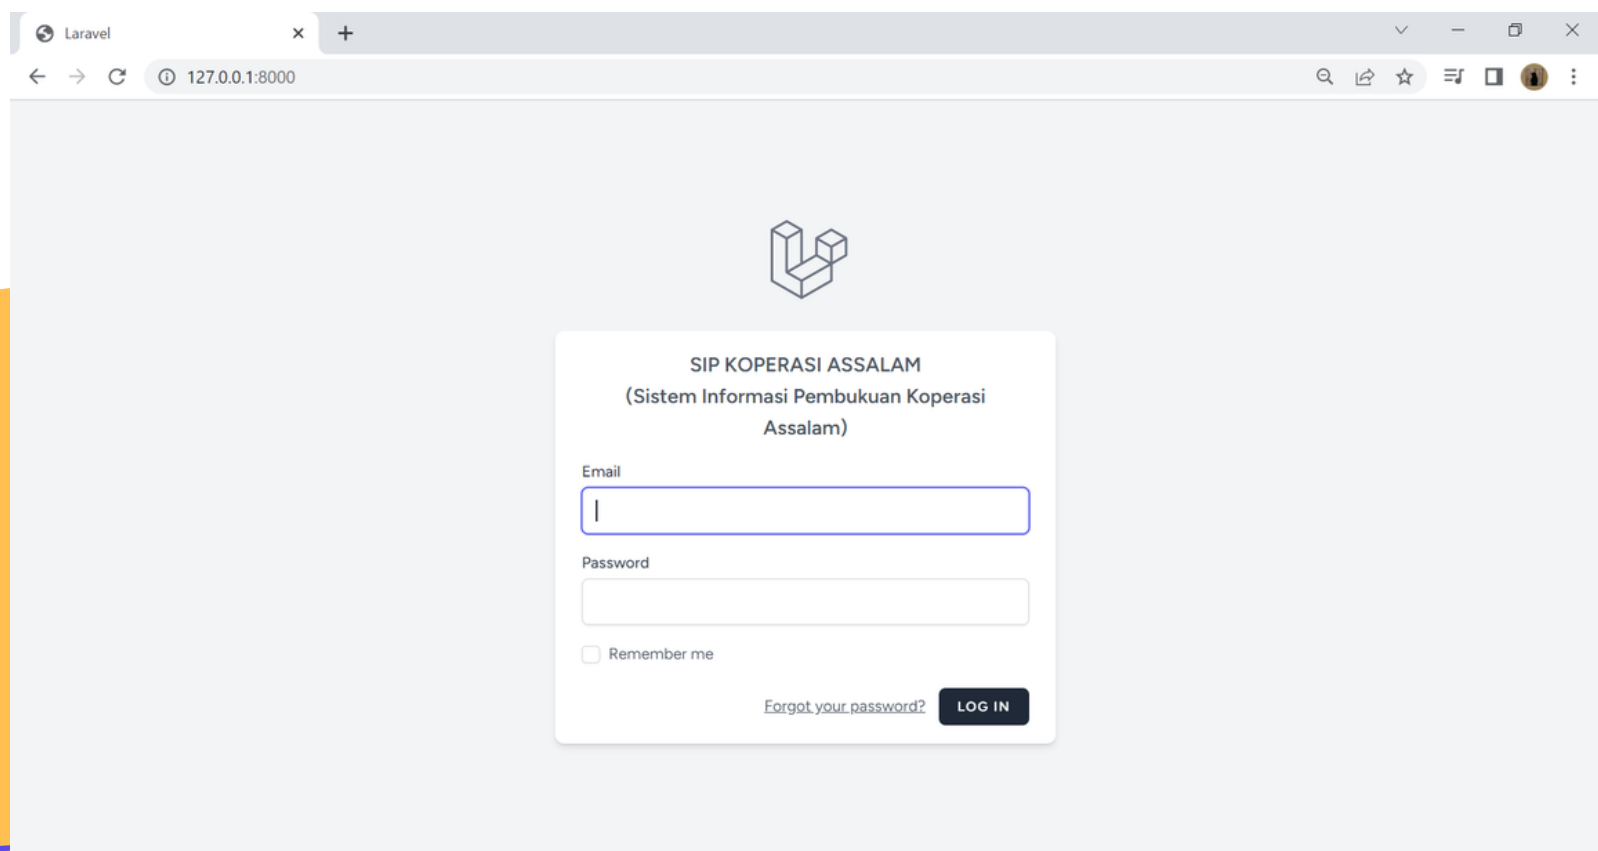 Laravel
127.0.0.1:8000
SIP KOPERASI ASSALAM
(Sistem Informasi Pembukuan Koperasi
Assalam)
Email
Password
Remember me
Forgot your password?
LOG IN